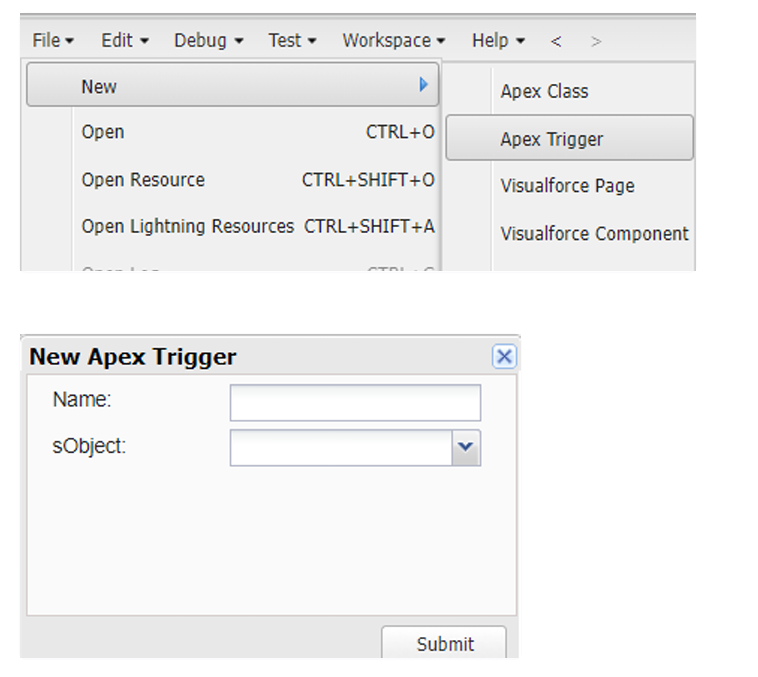 File Edit Debug Test Workspace Help < >
New
Apex Class
Open CTRL+O
Apex Trigger
Open Resource CTRL+SHIFT+O
Visualforce Page
Open Lightning Resources CTRL+SHIFT+A
Visualforce Component
New Apex Trigger
Name:
sObject:
Submit